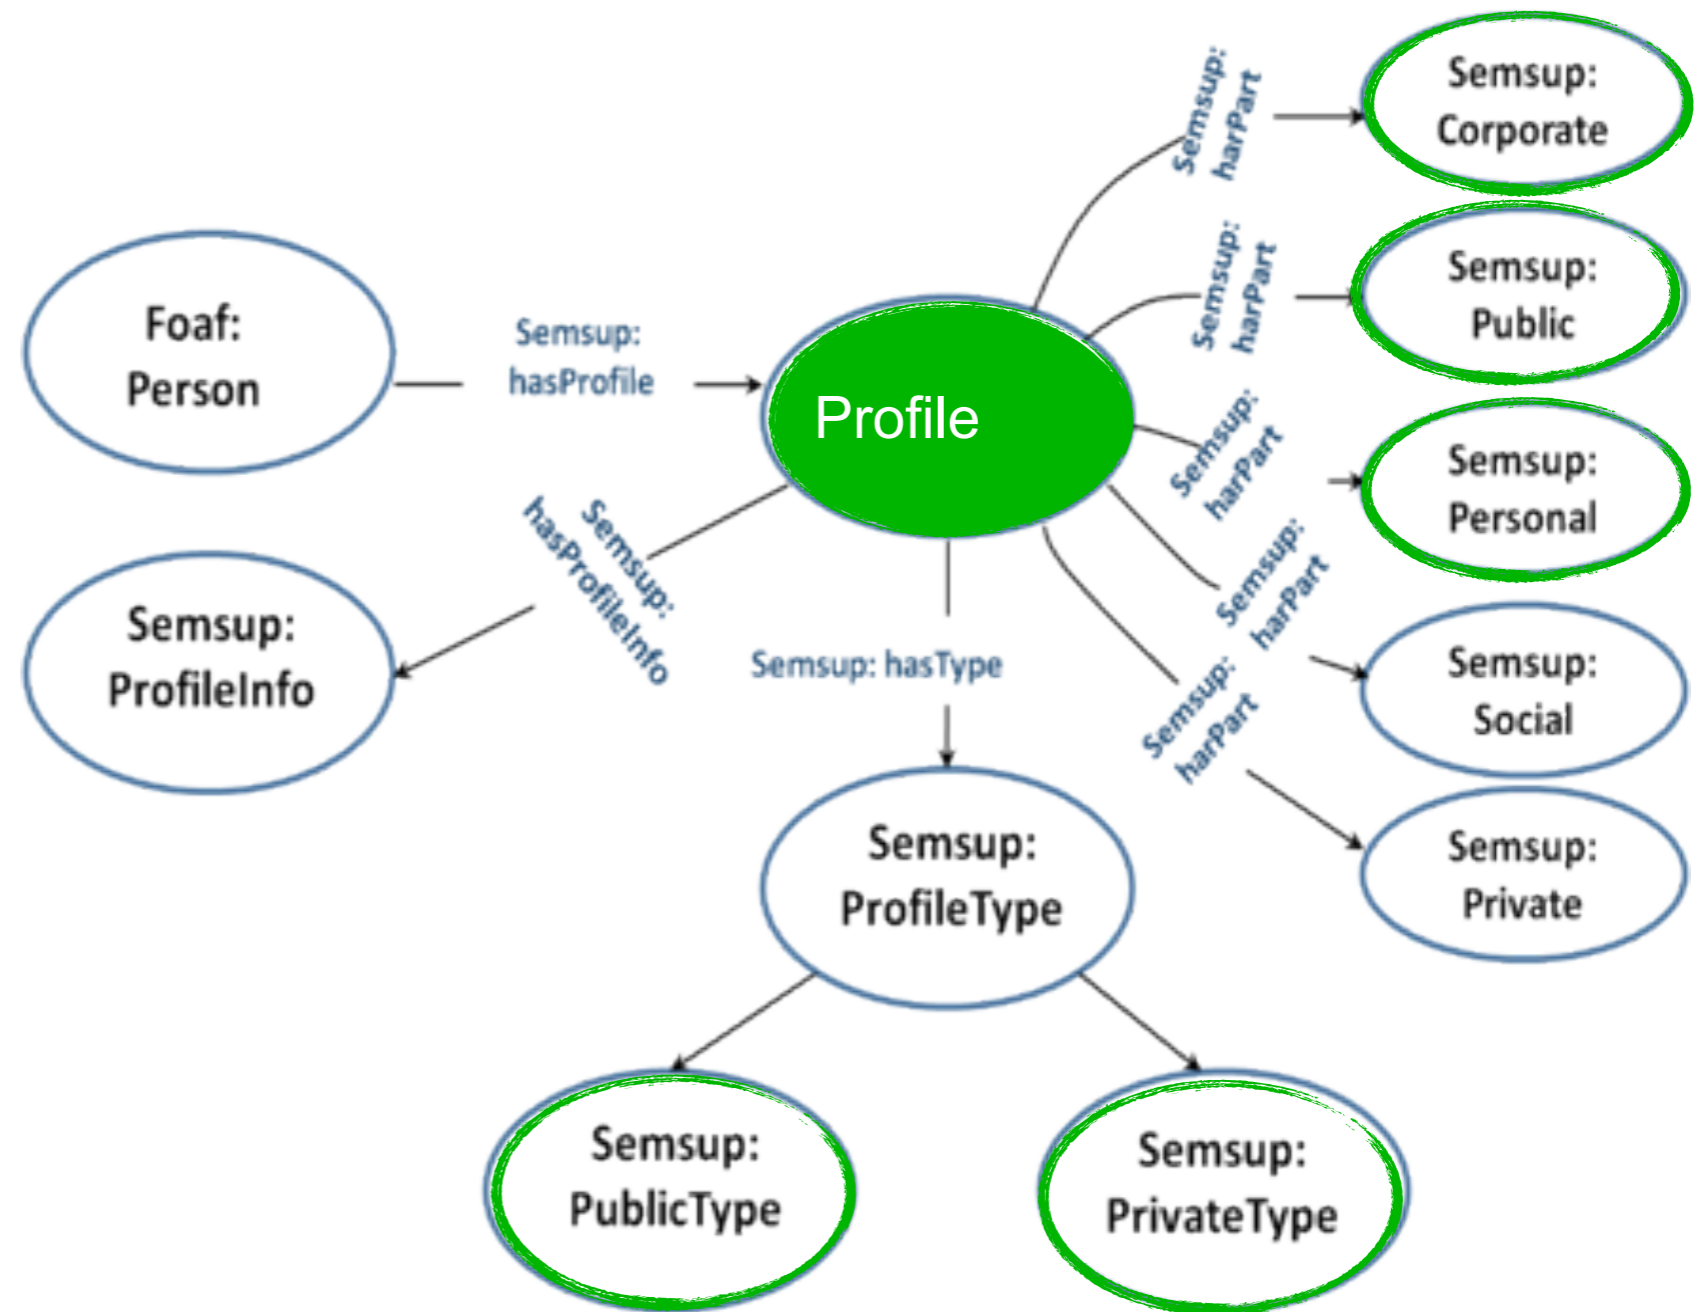 Semsup:
harPart
Semsup:
Corporate
Semsup:
harPart
Semsup:
Public
Foaf:
Person
Semsup:
hasProfile
Profile
Semsup:
harPart
Semsup:
Personal
Semsup:
hasProfileInfo
Semsup:
harPart
Semsup:
ProfileInfo
Semsup: hasType
Semsup:
harPart
Semsup:
Social
Semsup:
ProfileType
Semsup:
Private
Semsup:
PublicType
Semsup:
PrivateType